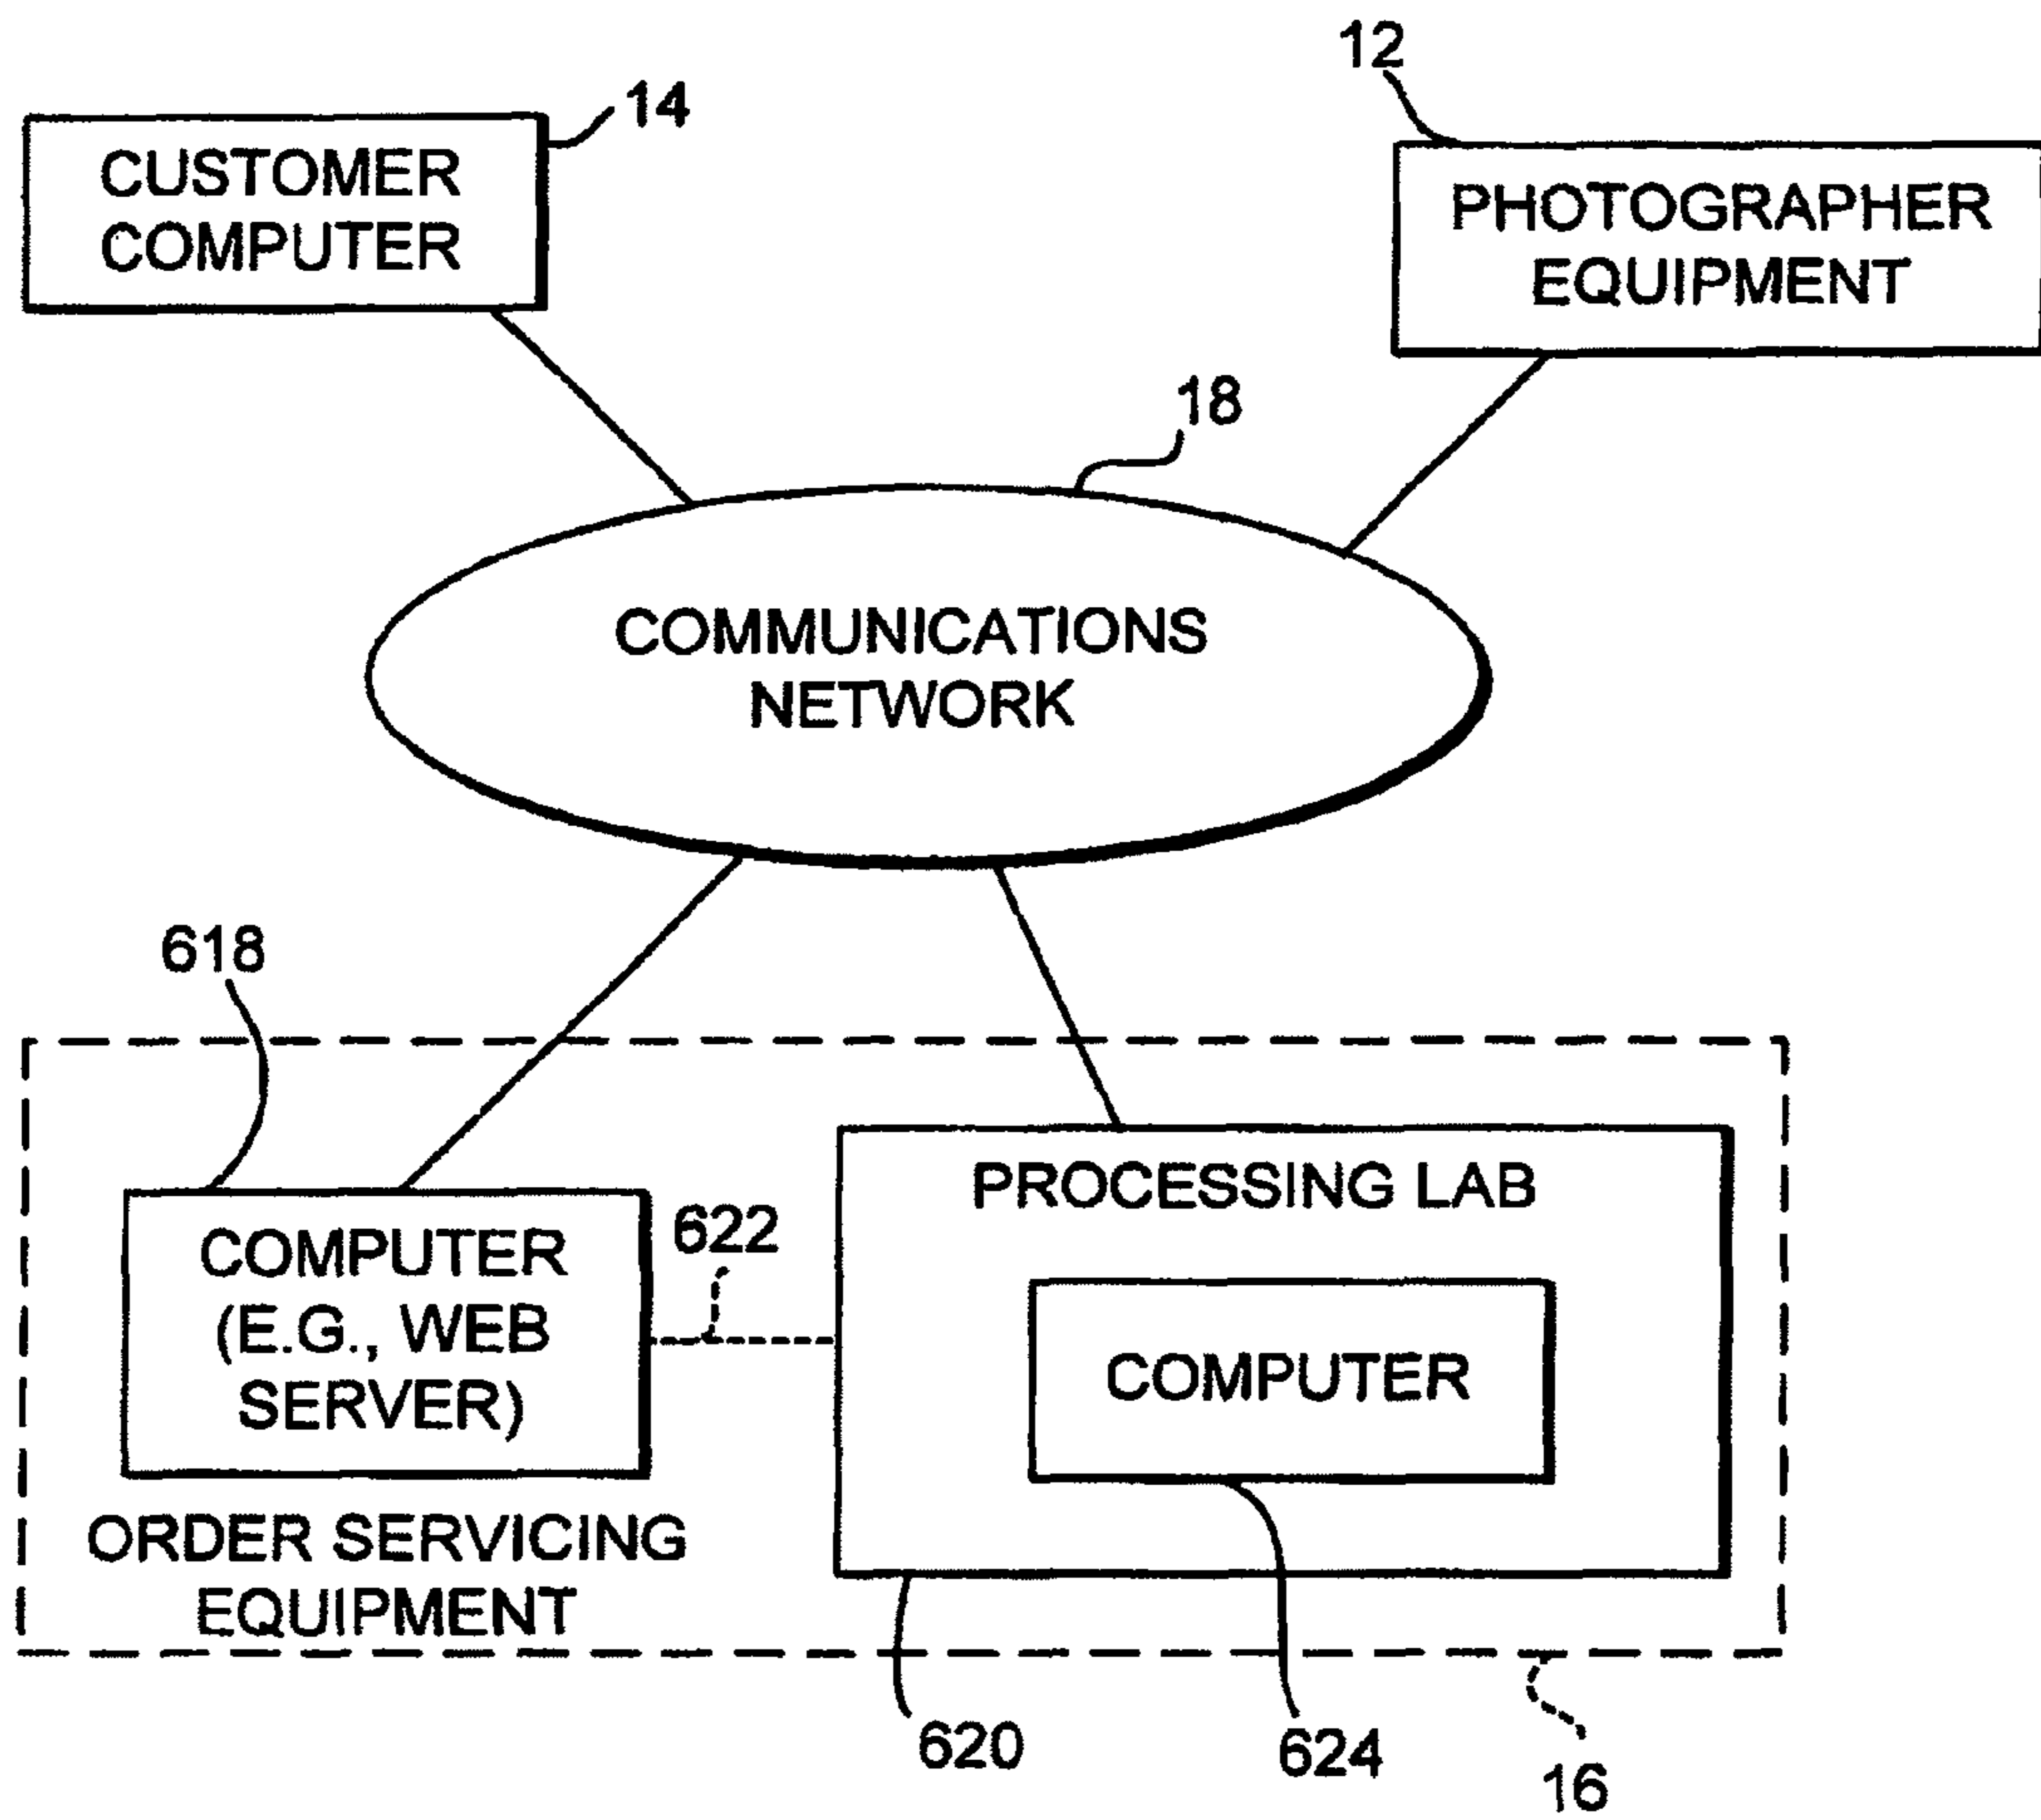 12
14
CUSTOMER
COMPUTER
PHOTOGRAPHER
EQUIPMENT
18
COMMUNICATIONS
NETWORK
618
622
COMPUTER
(E.G., WEB
SERVER)
PROCESSING LAB
COMPUTER
ORDER SERVICING
EQUIPMENT
620
624
16